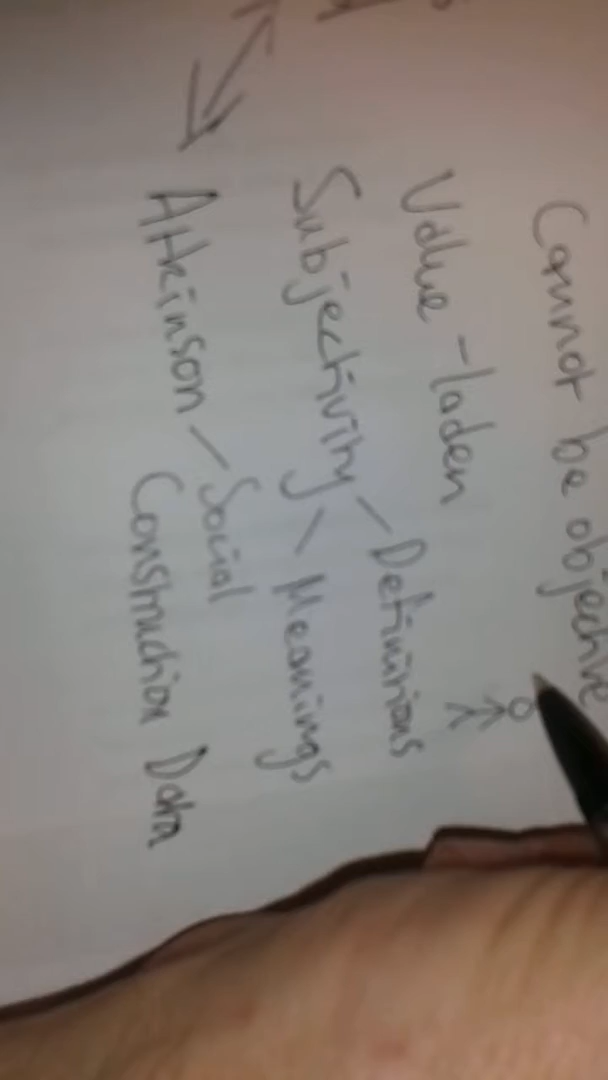 Cannot be objective
Value-laden
Subjectivity - Definitions
- Meanings
Atkinson - Social
Construction Data